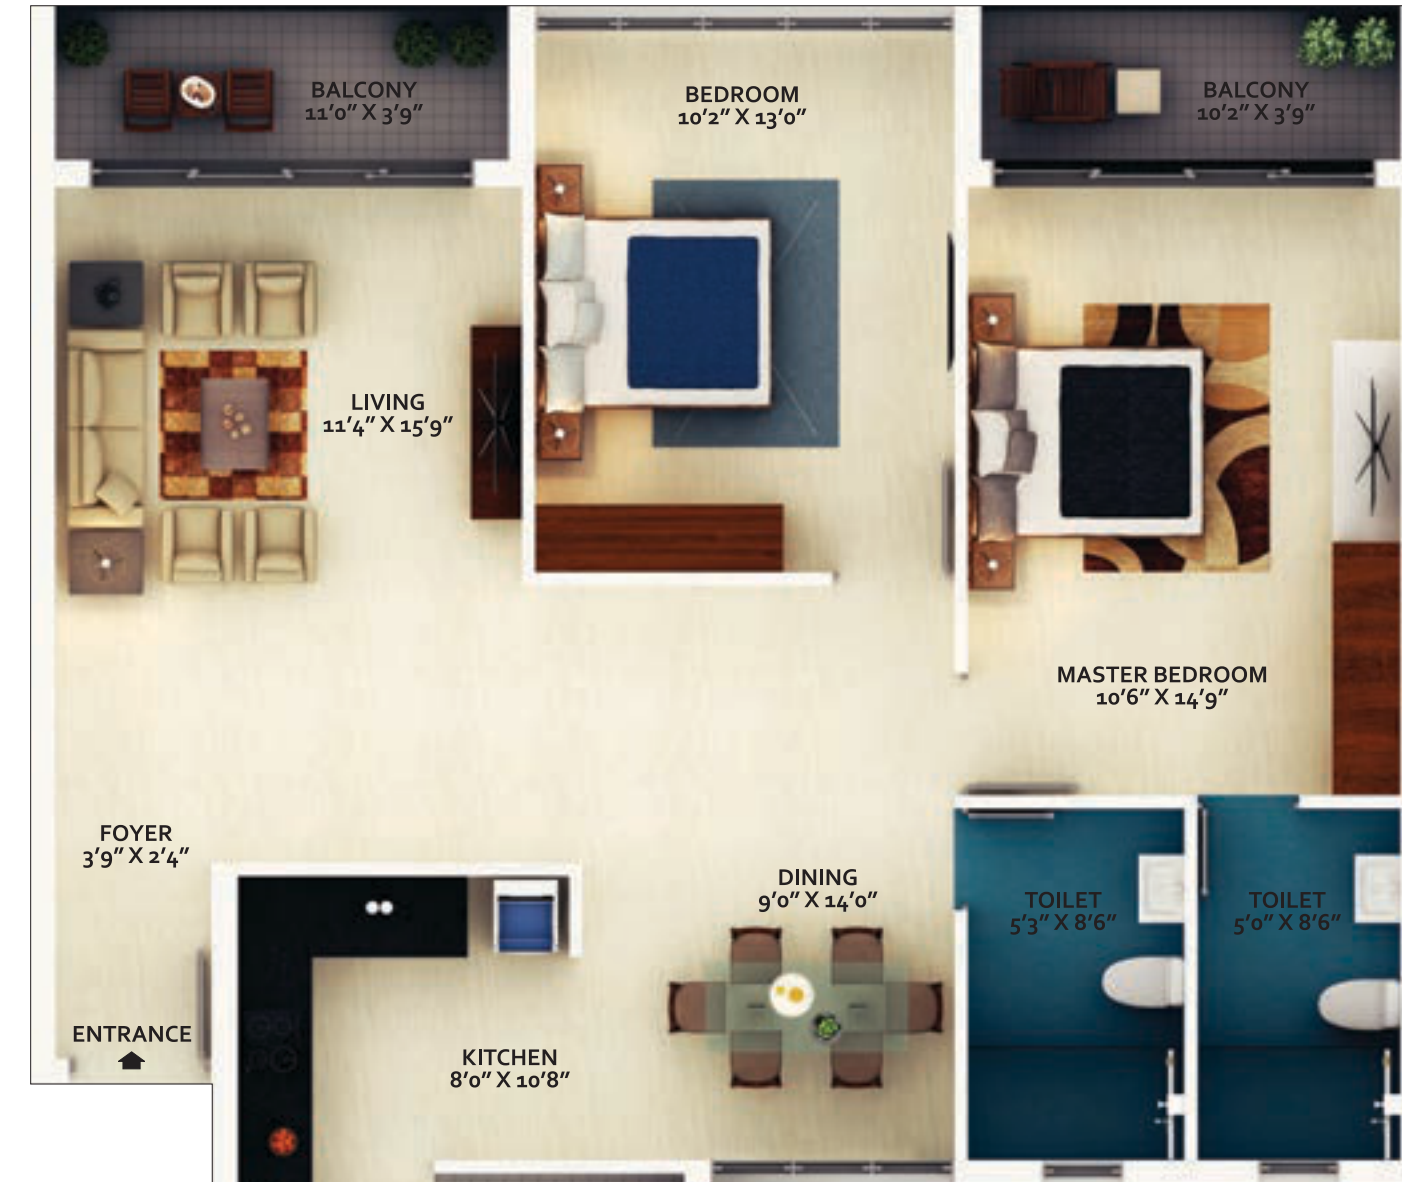 BALCONY
11'0" X 3'9"
BEDROOM
10'2" X 13'0"
BALCONY
10'2" X 3'9"
LIVING
11'4" X 15'9"
MASTER BEDROOM
10'6" X 14'9"
FOYER
3'9" X 2'4"
DINING
9'0" X 14'0"
TOILET
5'3" X 8'6"
TOILET
5'0" X 8'6"
ENTRANCE
KITCHEN
8'0" X 10'8"